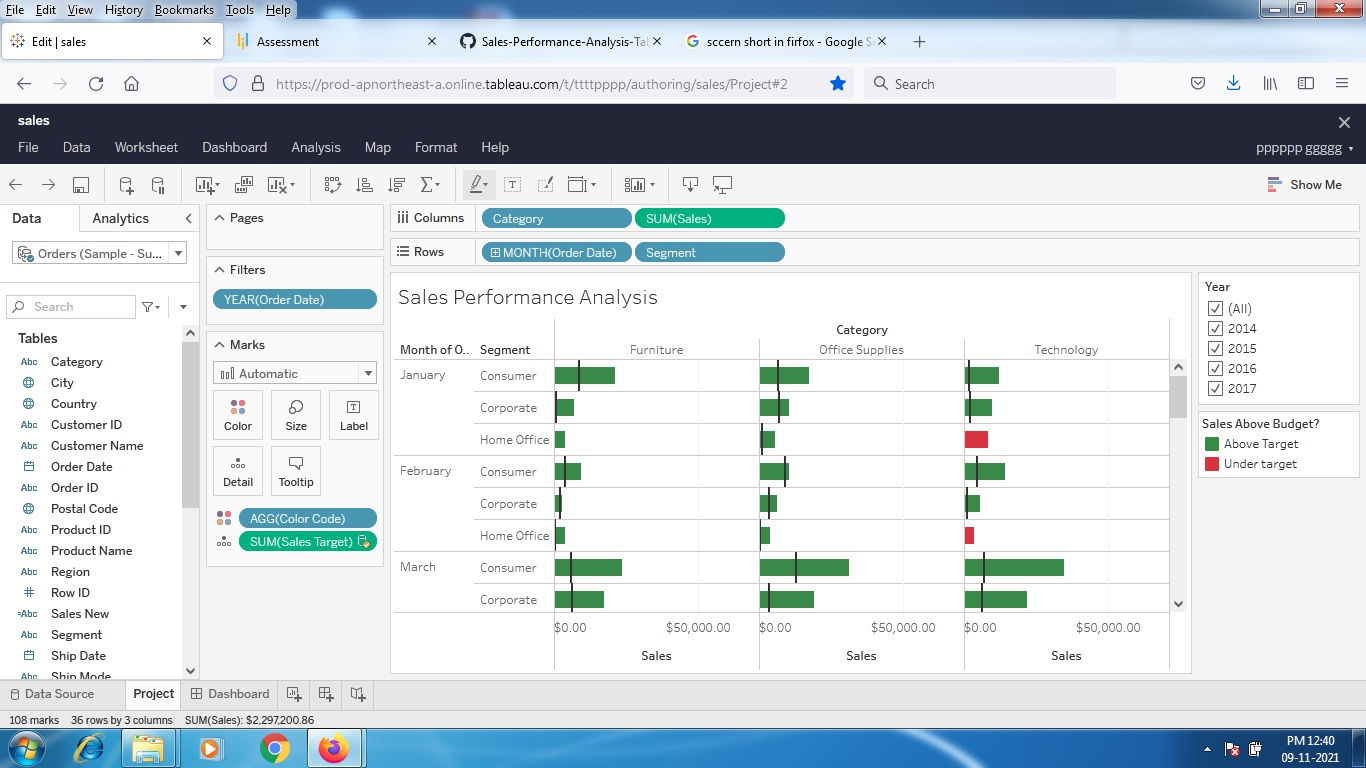 File Edit View History Bookmarks Tools Help
Edit | sales
Assessment
Sales-Performance-Analysis-Tal
sccern short in firfox - Google Se
https://prod-apnortheast-a.online.tableau.com/t/ttttpppp/authoring/sales/Project#2
Search
sales
File Data Worksheet Dashboard Analysis Map Format Help
pppppp ggggg
Show Me
Data Analytics
Pages
Columns Category SUM(Sales)
Orders (Sample - Su...
Rows MONTH(Order Date) Segment
Filters
YEAR(Order Date)
Search
Tables
Abc Category
City
Country
Abc Customer ID
Abc Customer Name
Order Date
Abc Order ID
Postal Code
Abc Product ID
Abc Product Name
Abc Region
# Row ID
=Abc Sales New
Abc Segment
Ship Date
Abc Ship Mode
Marks
Automatic
Color Size Label
Detail Tooltip
AGG(Color Code)
SUM(Sales Target)
Sales Performance Analysis
Category
Month of O.. Segment Furniture Office Supplies Technology
January Consumer
Corporate
Home Office
February Consumer
Corporate
Home Office
March Consumer
Corporate
$0.00 $50,000.00 $0.00 $50,000.00 $0.00 $50,000.00
Sales Sales Sales
Year
(All)
2014
2015
2016
2017
Sales Above Budget?
Above Target
Under target
Data Source Project Dashboard
108 marks 36 rows by 3 columns SUM(Sales): $2,297,200.86
PM 12:40
09-11-2021